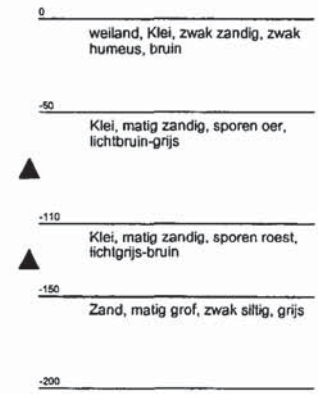 0
weiland, Klei, zwak zandig, zwak
humeus, bruin
-50
Klei, matig zandig, sporen oer,
lichtbruin-grijs
-110
Klei, matig zandig, sporen roest,
lichtgrijs-bruin
-150
Zand, matig grof, zwak siltig, grijs
-200